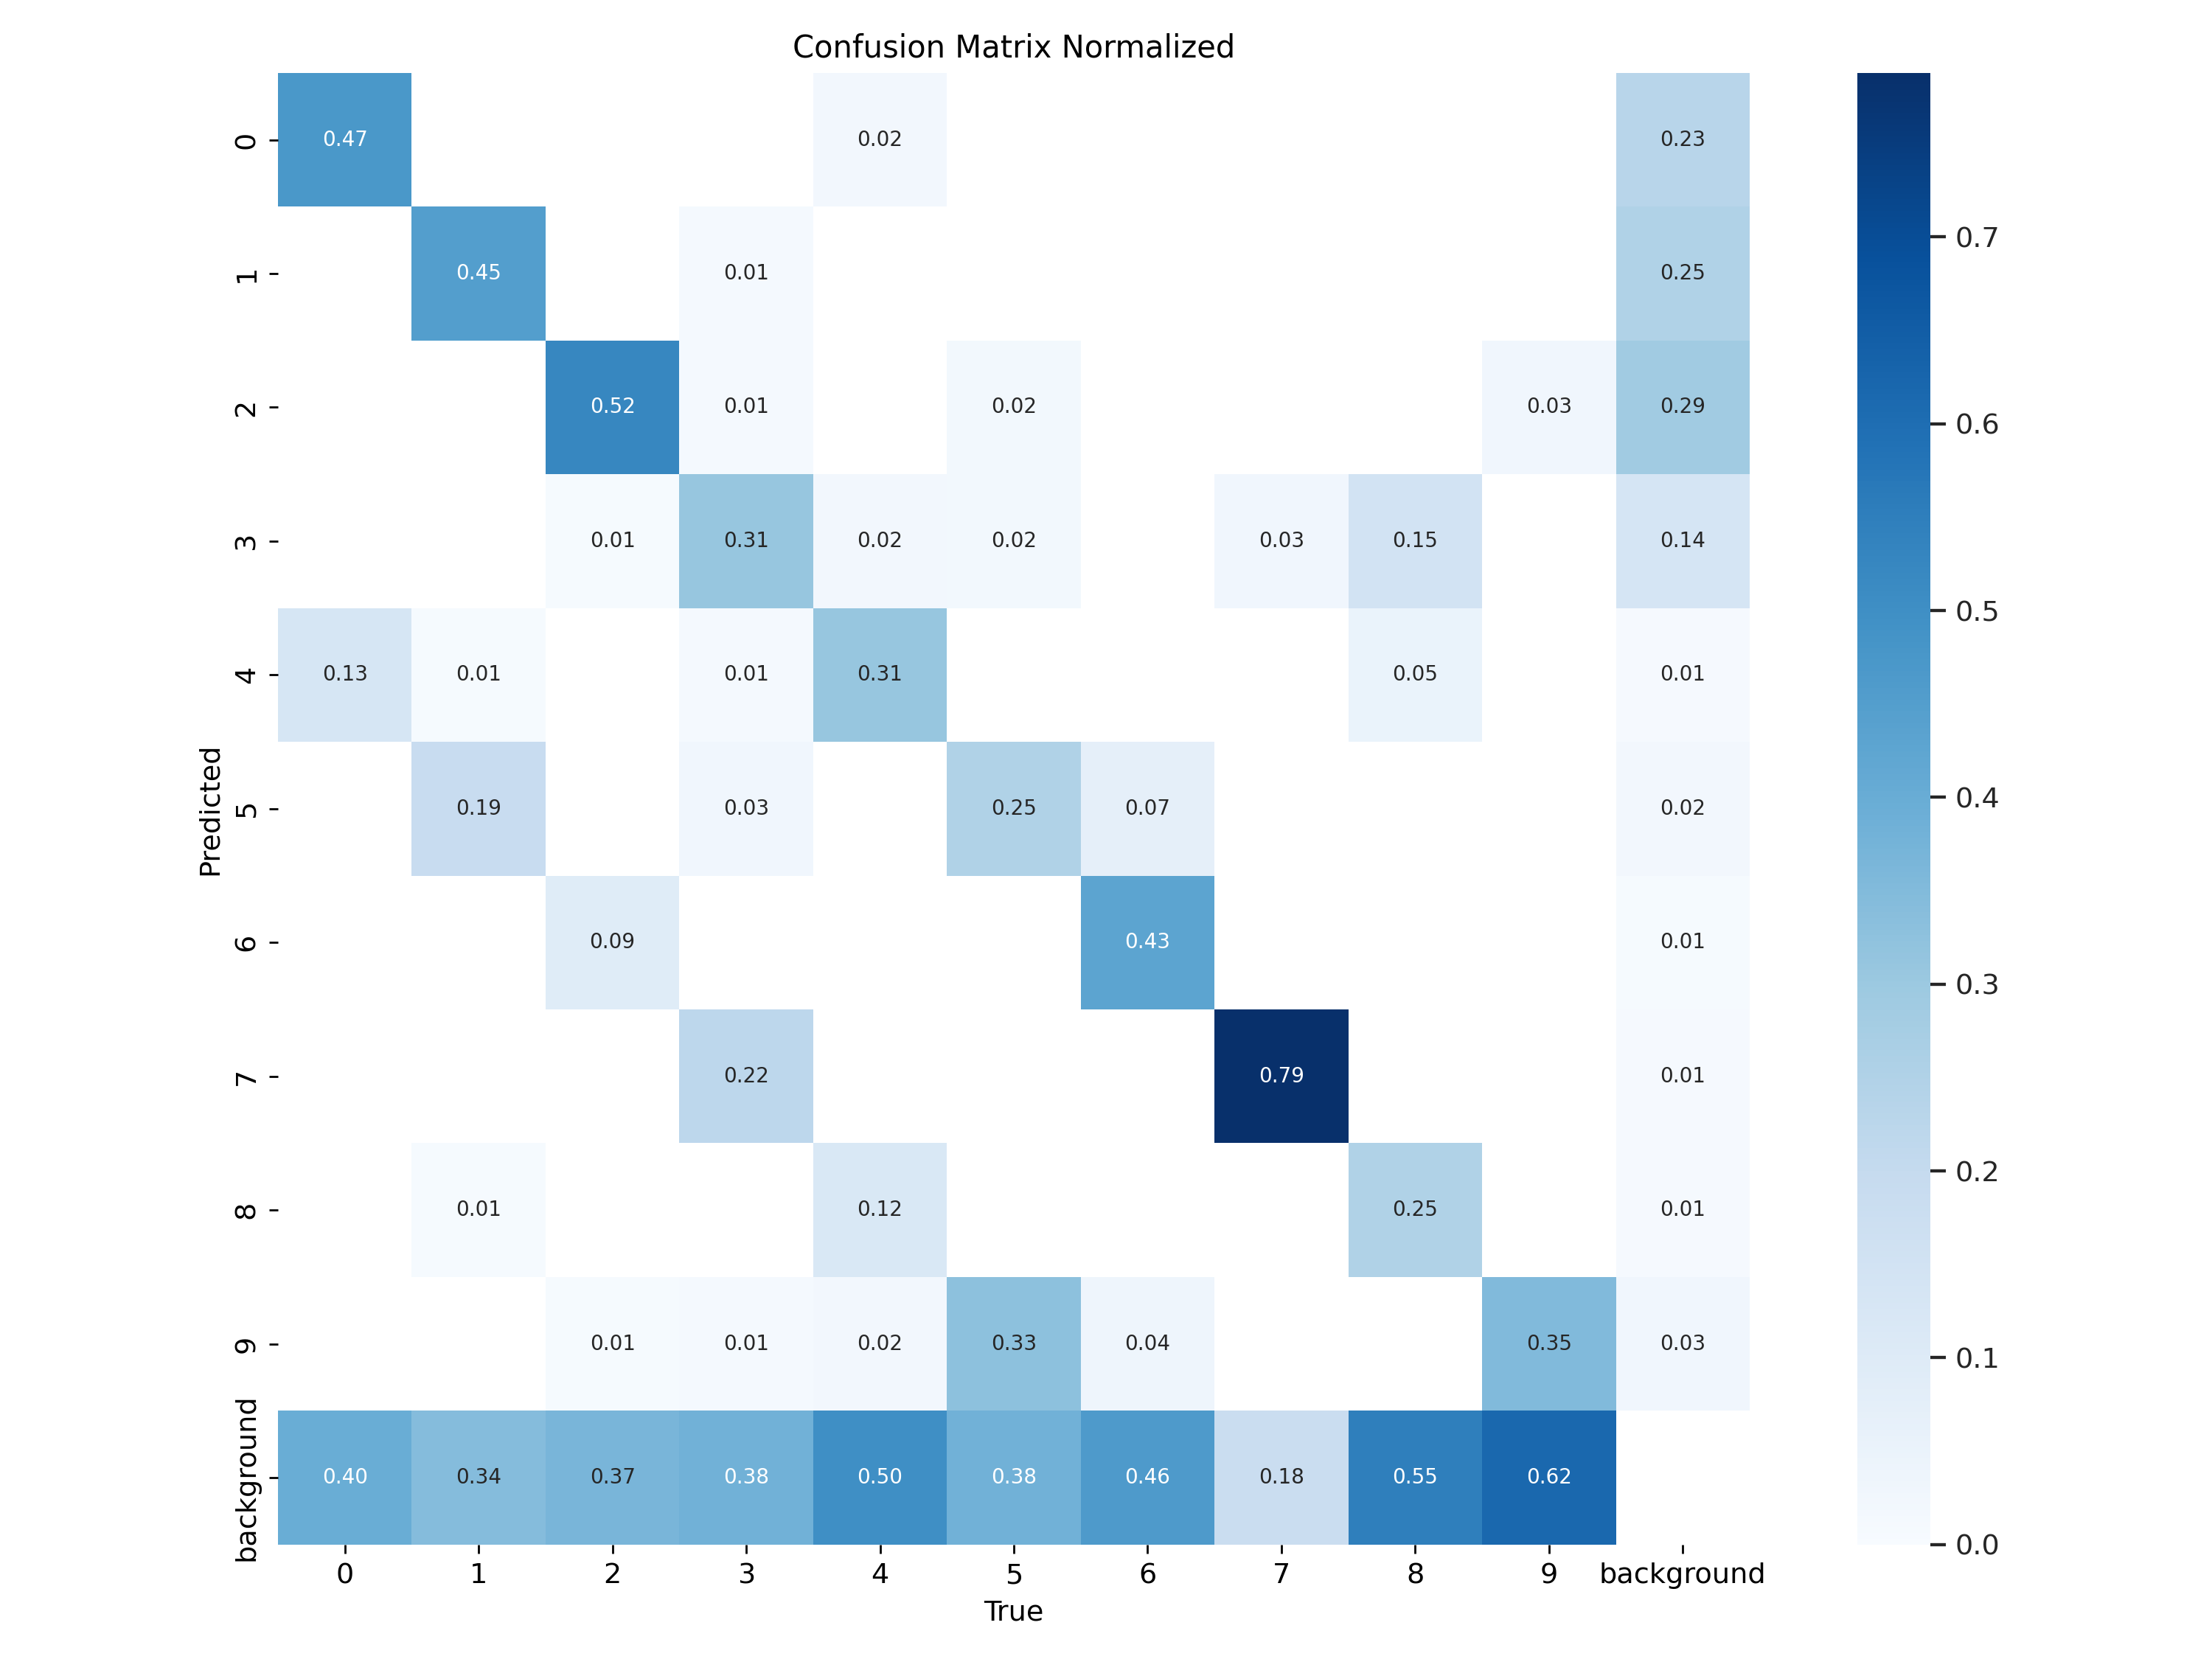 Confusion Matrix Normalized
0 0.47 0.02 0.23
1 0.45 0.01 0.25
2 0.52 0.01 0.02 0.03 0.29
3 0.01 0.31 0.02 0.02 0.03 0.15 0.14
4 0.13 0.01 0.01 0.31 0.05 0.01
5 0.19 0.03 0.25 0.07 0.02
6 0.09 0.43 0.01
7 0.22 0.79 0.01
8 0.01 0.12 0.25 0.01
9 0.01 0.01 0.02 0.33 0.04 0.35 0.03
background 0.40 0.34 0.37 0.38 0.50 0.38 0.46 0.18 0.55 0.62
0 1 2 3 4 5 6 7 8 9 background
True
Predicted
0.7
0.6
0.5
0.4
0.3
0.2
0.1
0.0